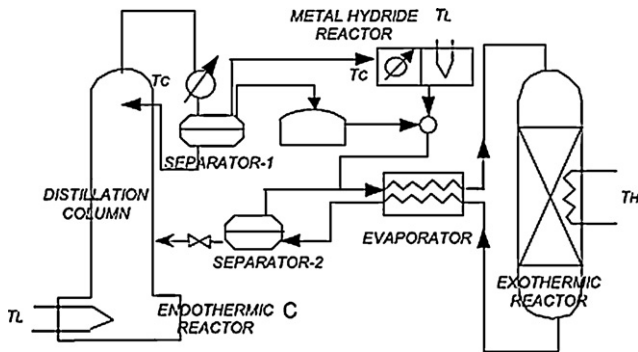 METAL HYDRIDE
REACTOR
TL
TC
TC
SEPARATOR-1
DISTILLATION
COLUMN
TH
EVAPORATOR
SEPARATOR-2
EXOTHERMIC
REACTOR
ENDOTHERMIC
REACTOR C
TL